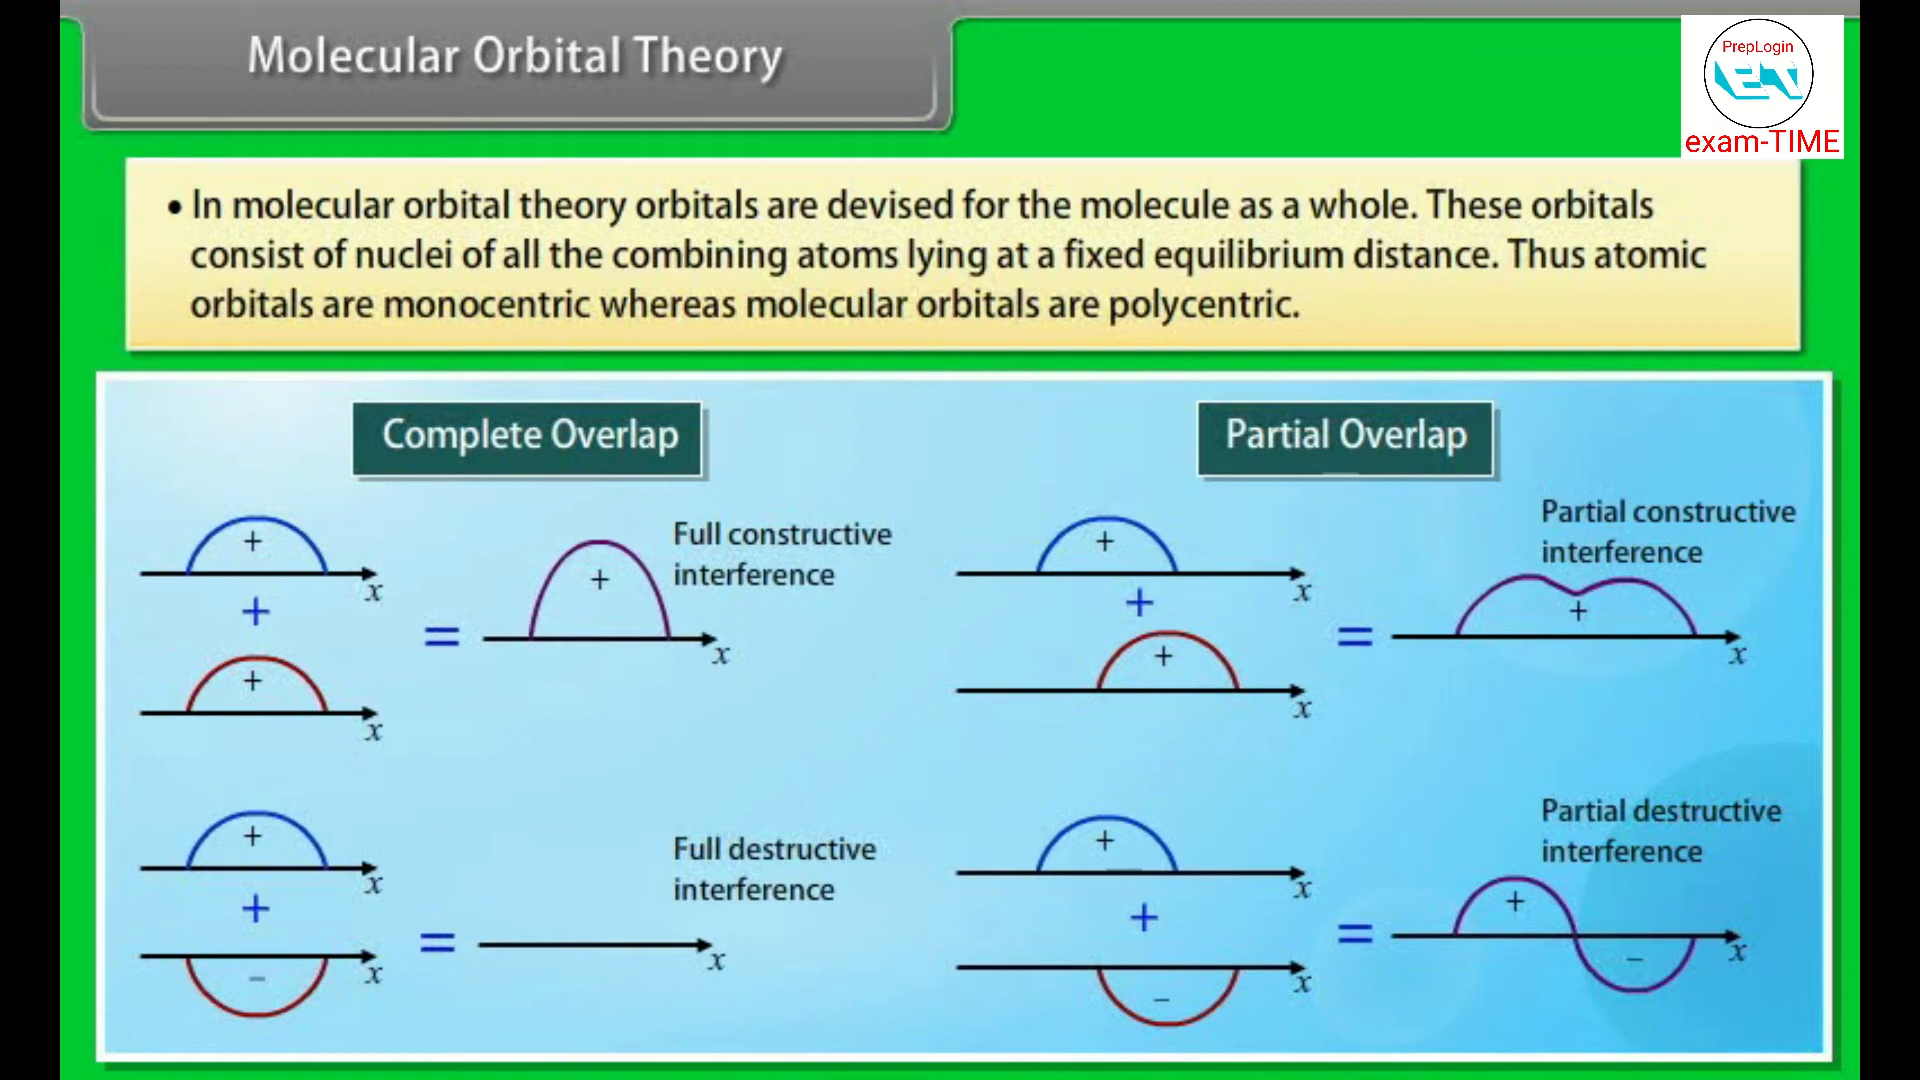 Molecular Orbital Theory
PrepLogin
ET
exam-TIME
• In molecular orbital theory orbitals are devised for the molecule as a whole. These orbitals
consist of nuclei of all the combining atoms lying at a fixed equilibrium distance. Thus atomic
orbitals are monocentric whereas molecular orbitals are polycentric.
Complete Overlap
+
x
+
+
x
=
+
x
Full constructive
interference
+
x
+
−
x
=
x
Full destructive
interference
Partial Overlap
+
x
+
+
x
=
Partial constructive
interference
+
x
+
x
+
−
x
=
Partial destructive
interference
+
−
x